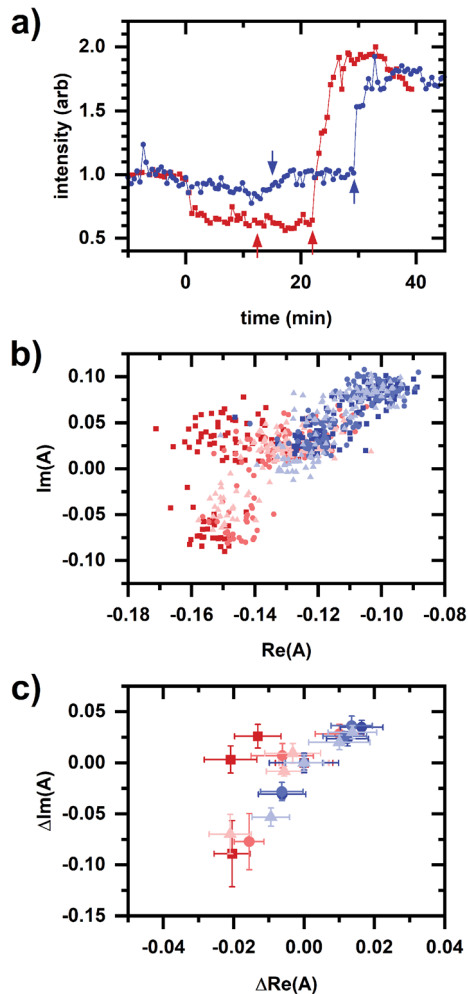 a)
2.0
1.5
1.0
0.5
intensity (arb)
0 20 40
time (min)
b)
0.10
0.05
0.00
-0.05
-0.10
Im(A)
-0.18 -0.16 -0.14 -0.12 -0.10 -0.08
Re(A)
c)
0.05
0.00
-0.05
-0.10
-0.15
ΔIm(A)
-0.04 -0.02 0.00 0.02 0.04
ΔRe(A)